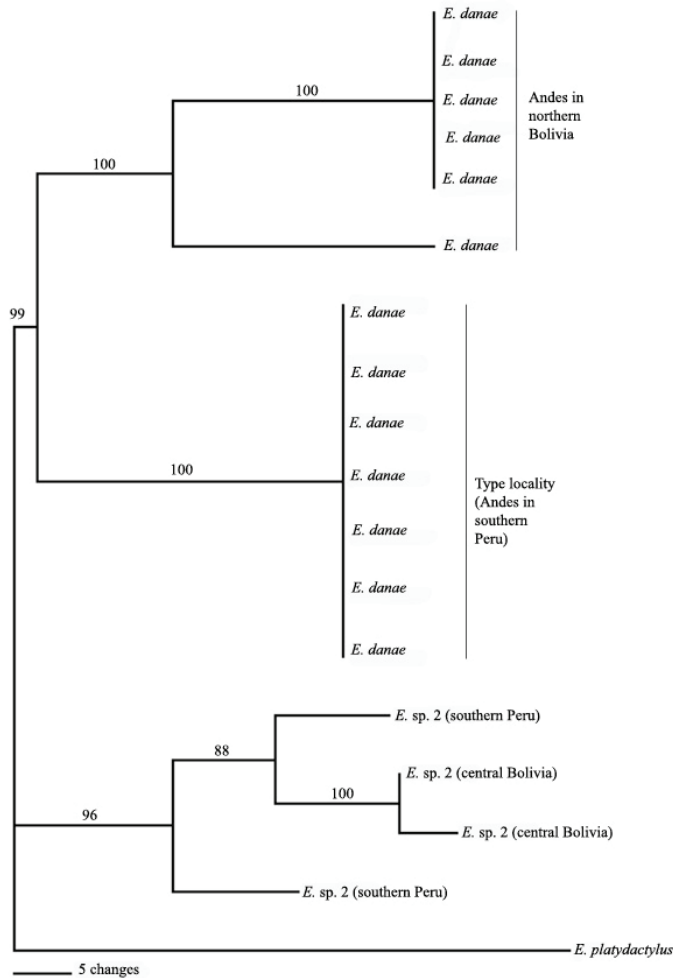 E. danae
E. danae
100
E. danae
Andes in
northern
Bolivia
E. danae
100
E. danae
E. danae
99
E. danae
E. danae
E. danae
100
E. danae
Type locality
(Andes in
southern
Peru)
E. danae
E. danae
E. danae
E. sp. 2 (southern Peru)
88
E. sp. 2 (central Bolivia)
100
96
E. sp. 2 (central Bolivia)
E. sp. 2 (southern Peru)
E. platydactylus
5 changes